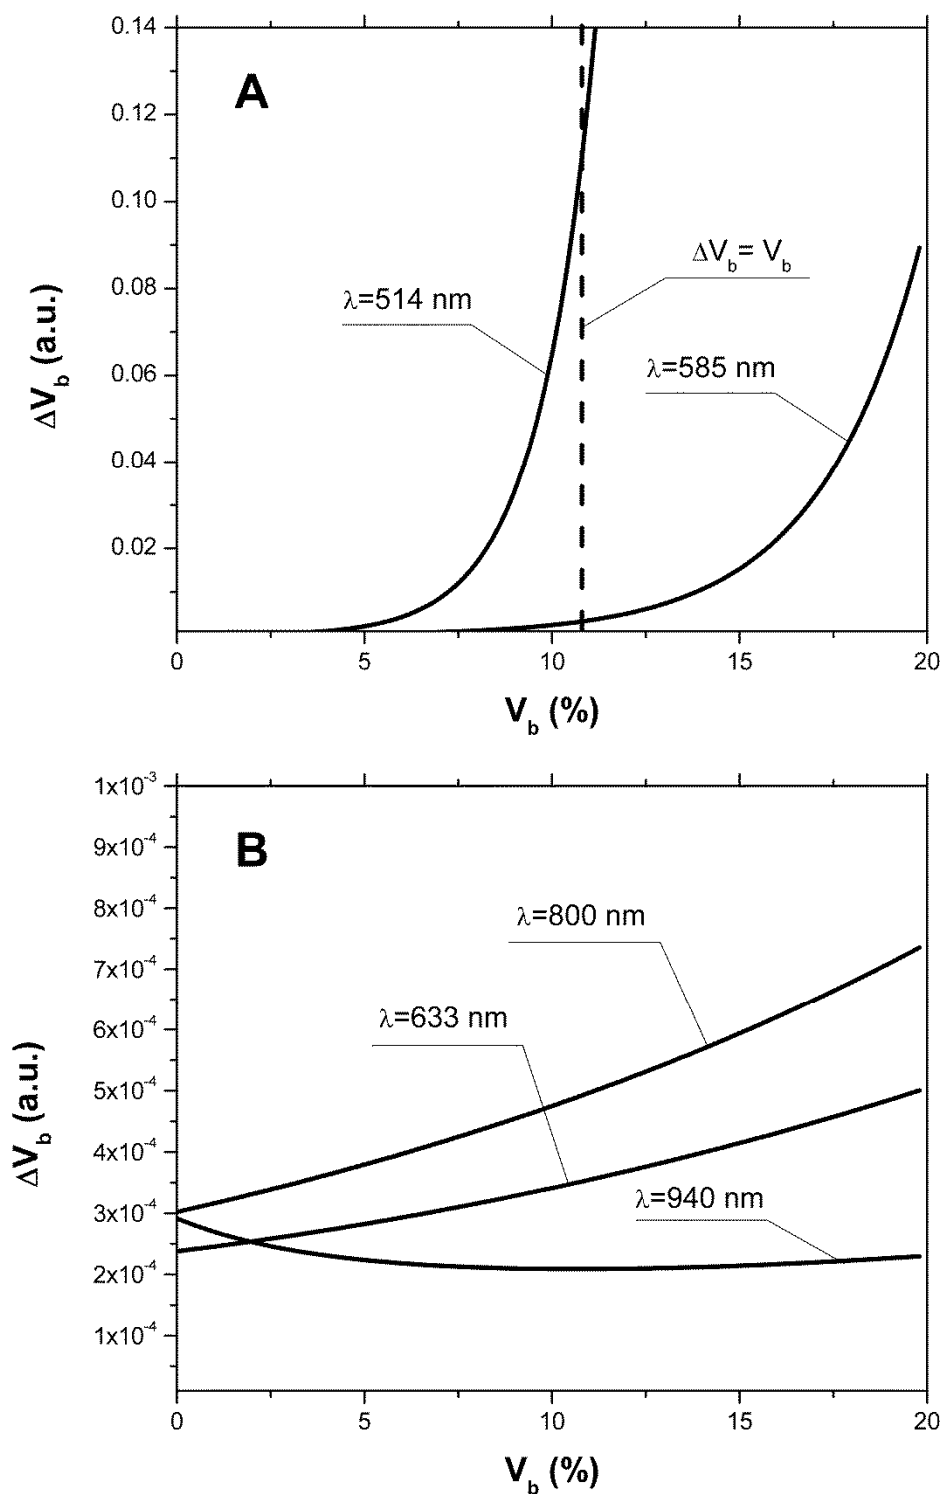 0.14
A
0.12
0.10
ΔV_b = V_b
λ=514 nm
0.08
λ=585 nm
0.06
0.04
0.02
ΔV_b (a.u.)
0 5 10 15 20
V_b (%)
1x10^-3
B
9x10^-4
8x10^-4
λ=800 nm
7x10^-4
λ=633 nm
6x10^-4
5x10^-4
4x10^-4
λ=940 nm
3x10^-4
2x10^-4
1x10^-4
ΔV_b (a.u.)
0 5 10 15 20
V_b (%)